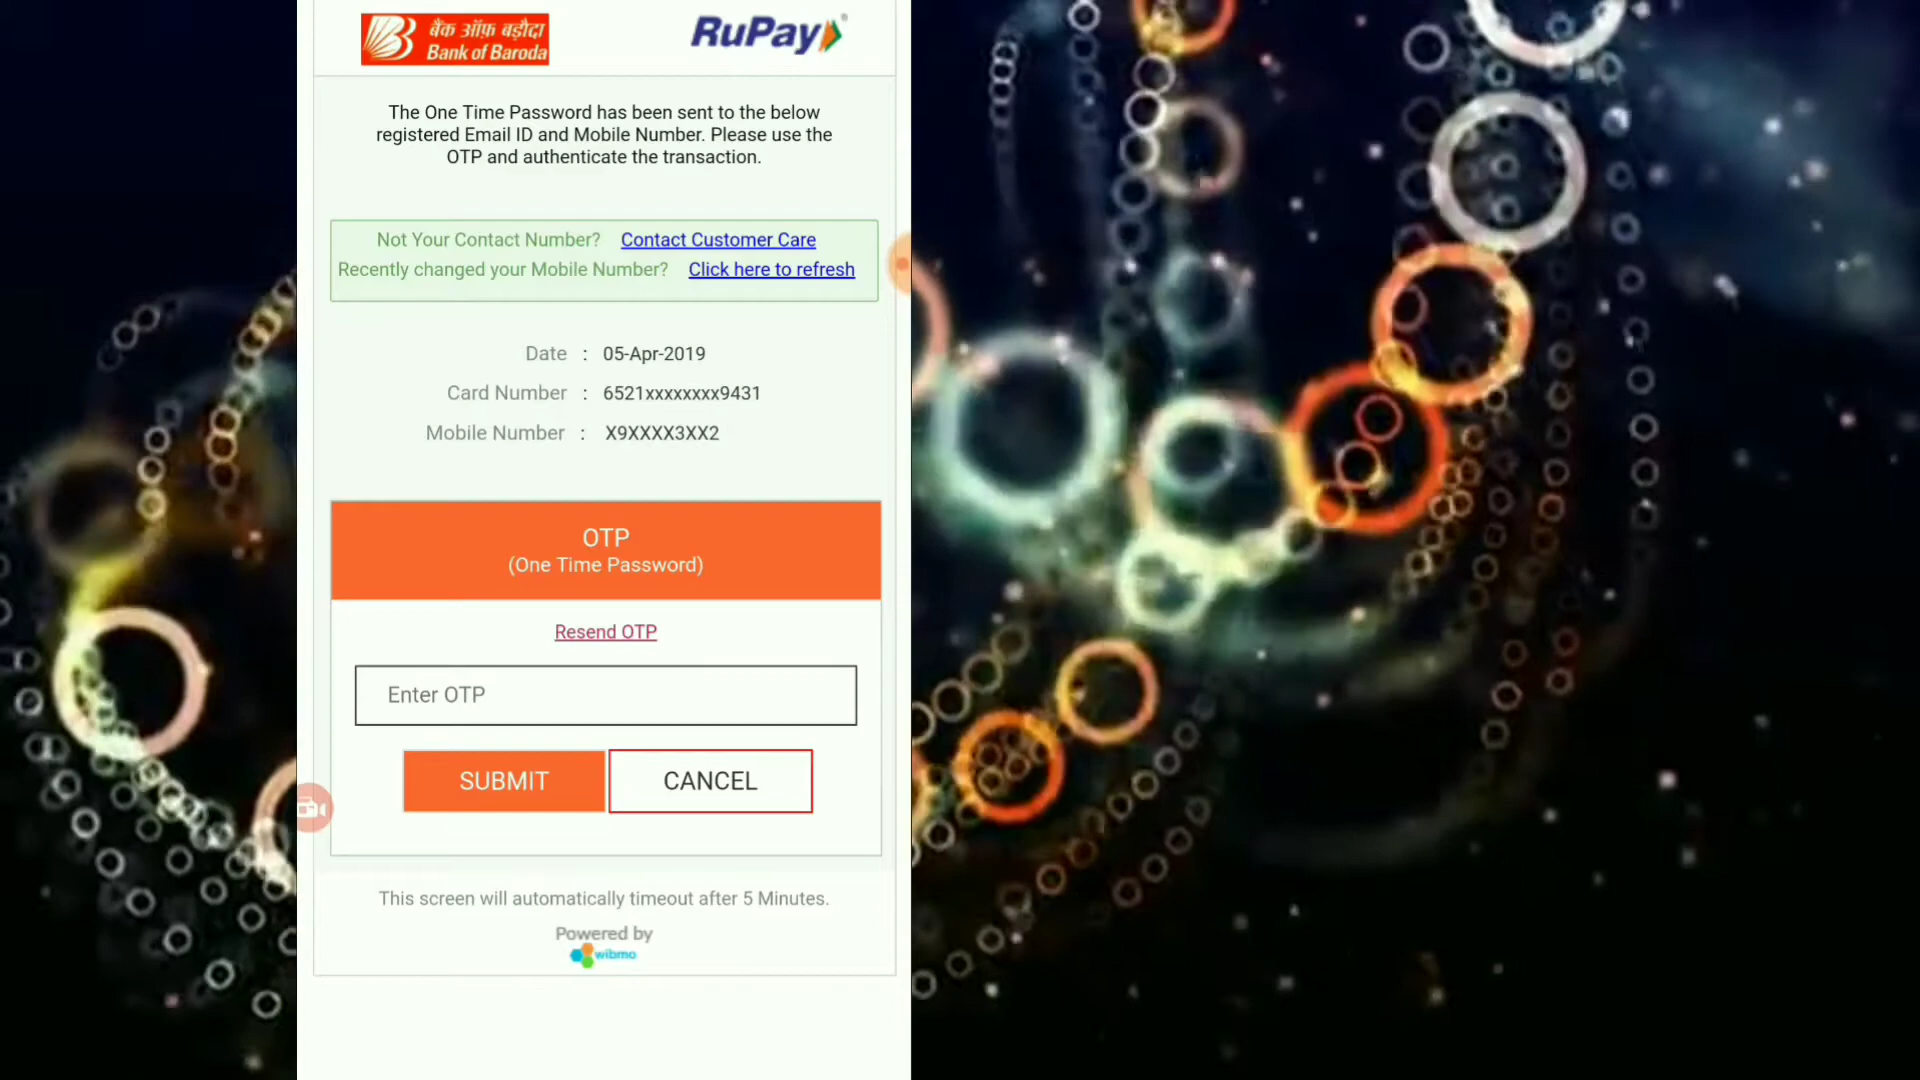 बैंक ऑफ़ बड़ौदा
Bank of Baroda
RuPay
The One Time Password has been sent to the below
registered Email ID and Mobile Number. Please use the
OTP and authenticate the transaction.
Not Your Contact Number? Contact Customer Care
Recently changed your Mobile Number? Click here to refresh
Date : 05-Apr-2019
Card Number : 6521xxxxxxxx9431
Mobile Number : X9XXXX3XX2
OTP
(One Time Password)
Resend OTP
Enter OTP
SUBMIT CANCEL
This screen will automatically timeout after 5 Minutes.
Powered by
wibmo